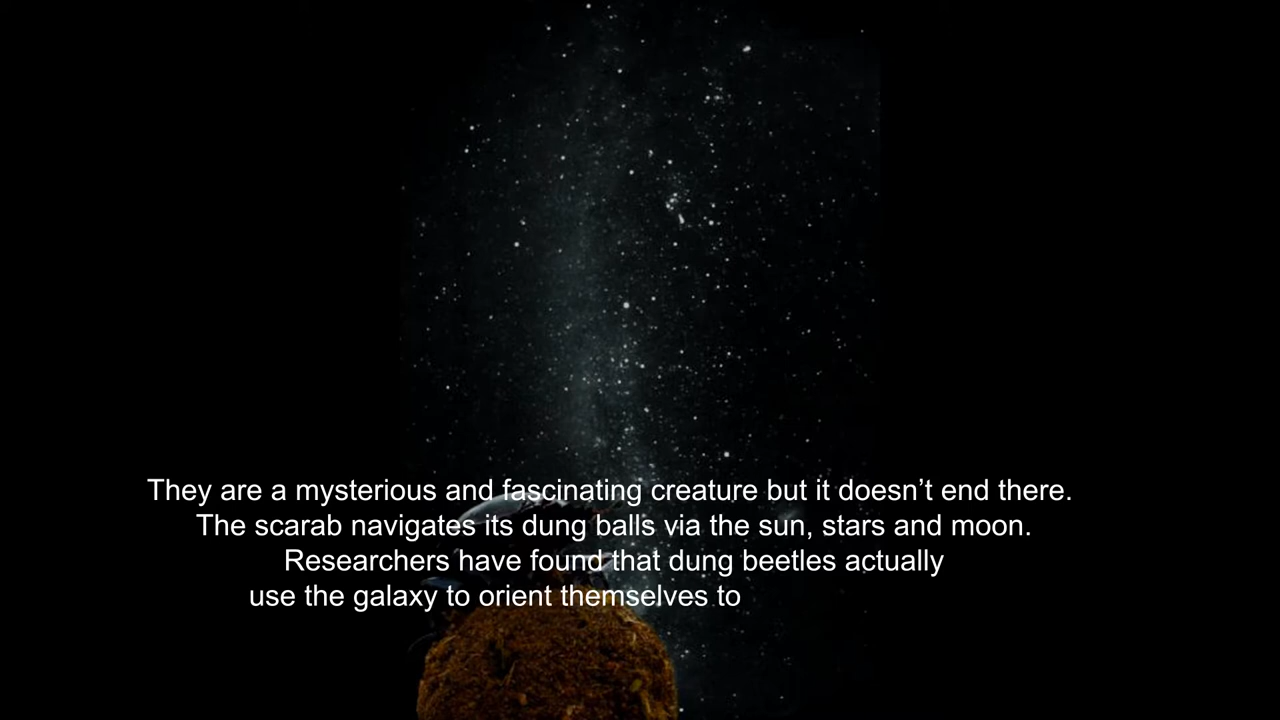 They are a mysterious and fascinating creature but it doesn’t end there.
The scarab navigates its dung balls via the sun, stars and moon.
Researchers have found that dung beetles actually
use the galaxy to orient themselves to